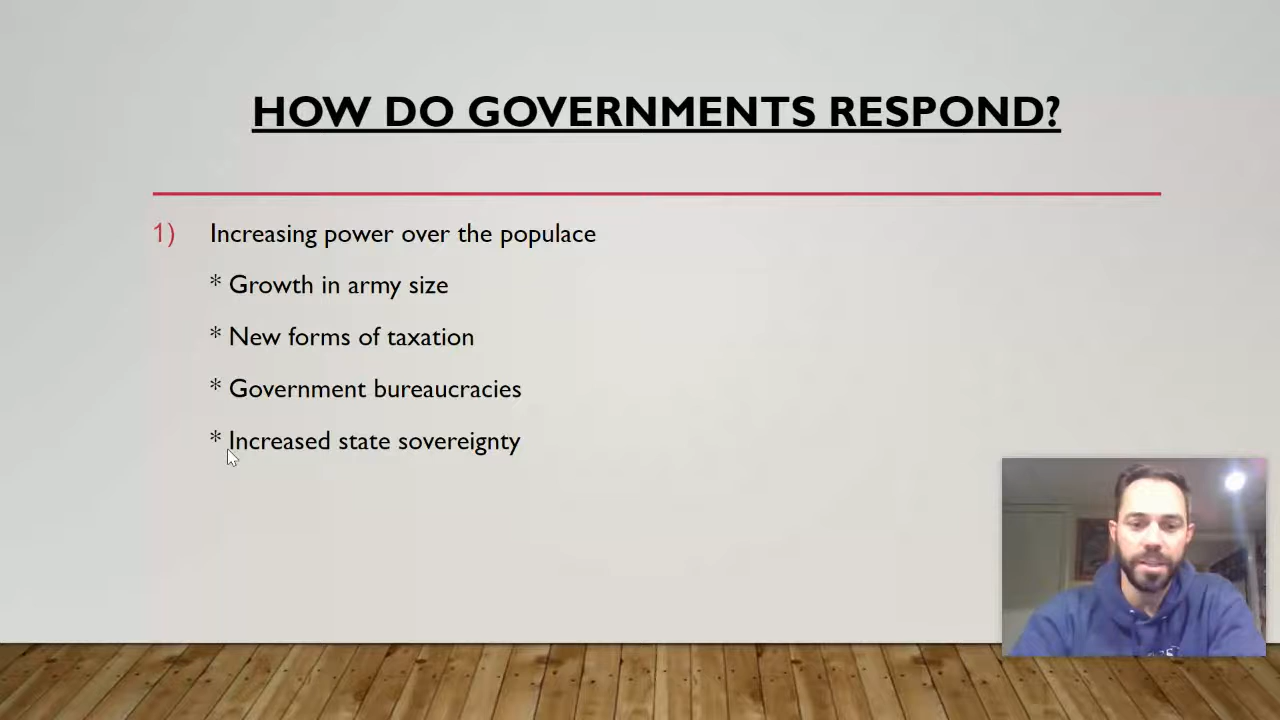 HOW DO GOVERNMENTS RESPOND?
1) Increasing power over the populace
* Growth in army size
* New forms of taxation
* Government bureaucracies
* Increased state sovereignty